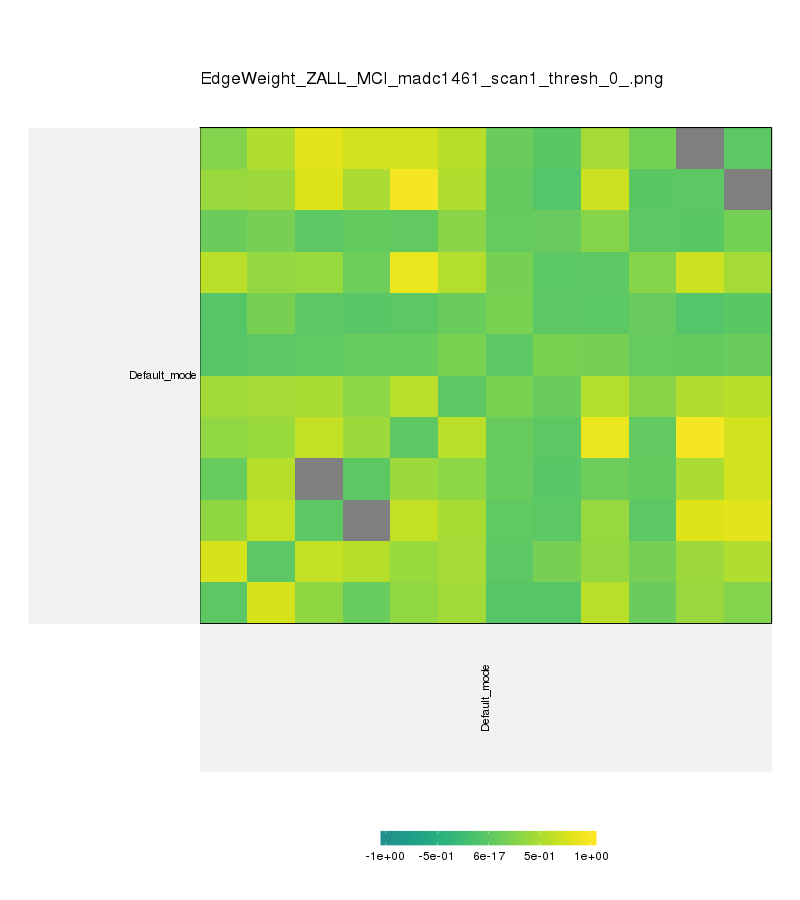 EdgeWeight_ZALL_MCI_madc1461_scan1_thresh_0_.png
Default_mode
Default_mode
-1e+00 -5e-01 6e-17 5e-01 1e+00